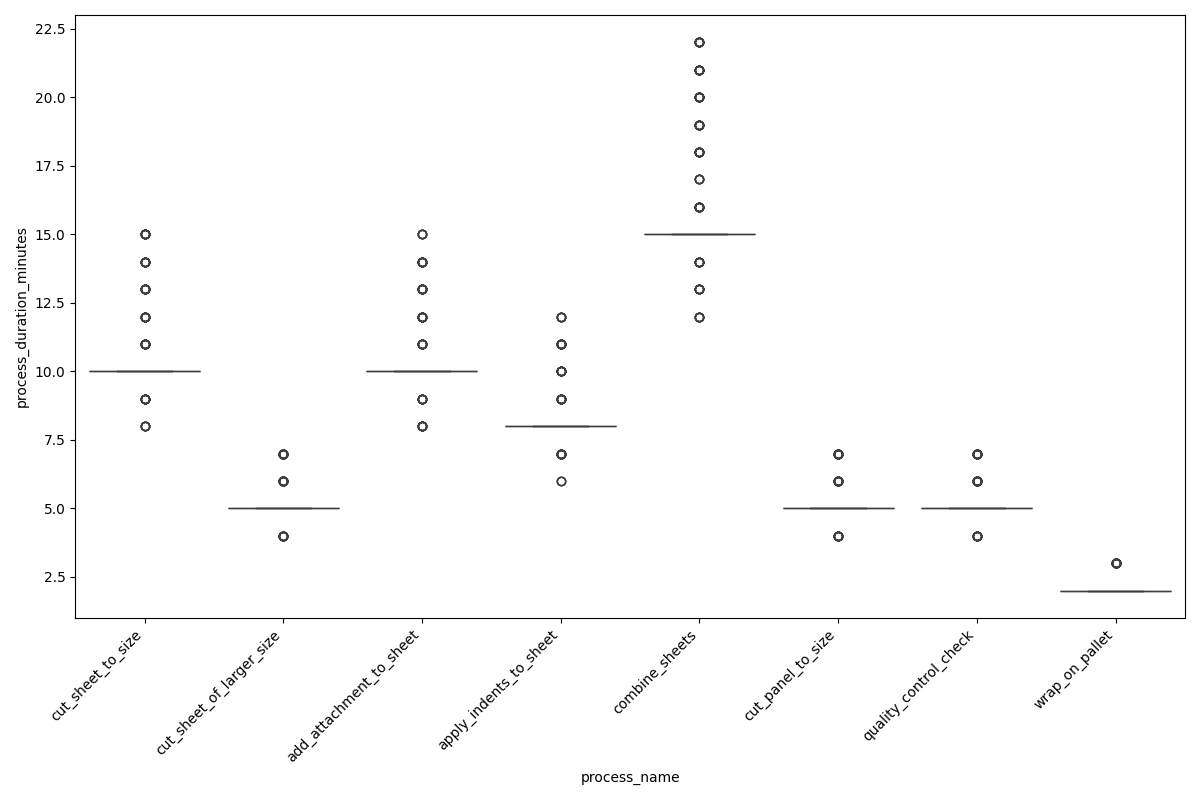 process_duration_minutes
22.5
20.0
17.5
15.0
12.5
10.0
7.5
5.0
2.5
cut_sheet_to_size
cut_sheet_of_larger_size
add_attachment_to_sheet
apply_indents_to_sheet
combine_sheets
cut_panel_to_size
quality_control_check
wrap_on_pallet
process_name